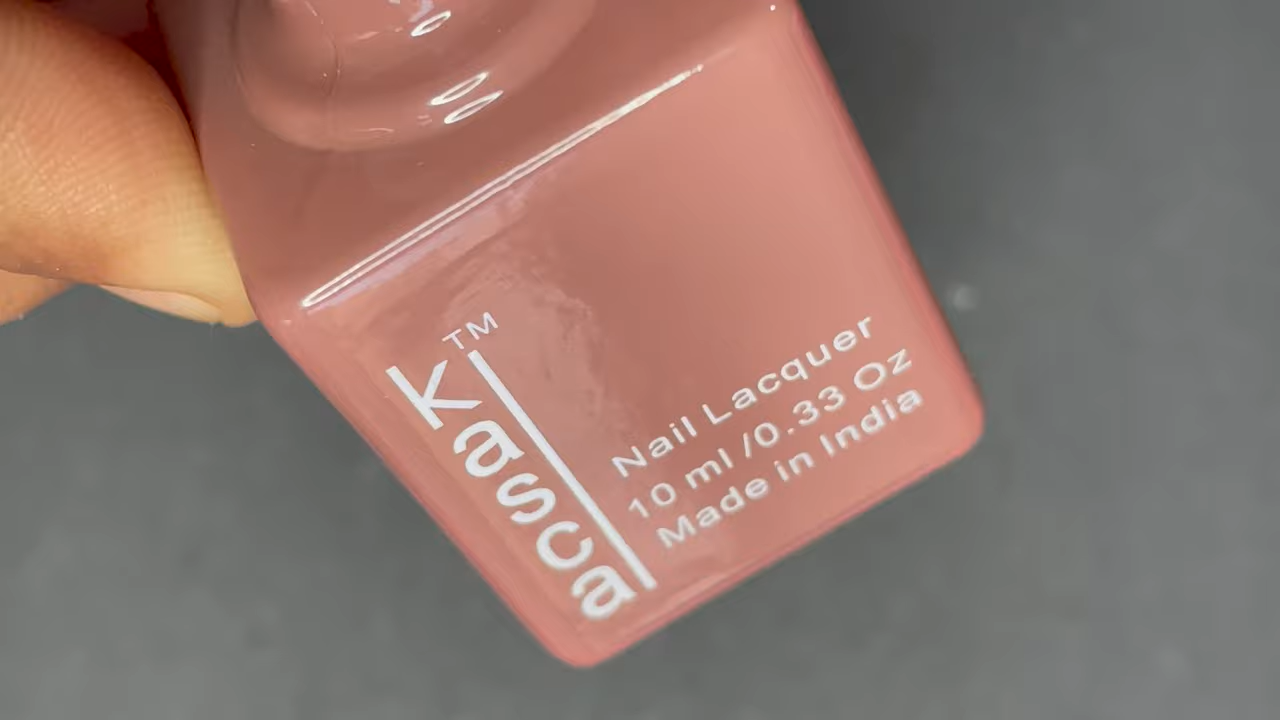 kasca™
Nail Lacquer
10 ml /0.33 Oz
Made in India